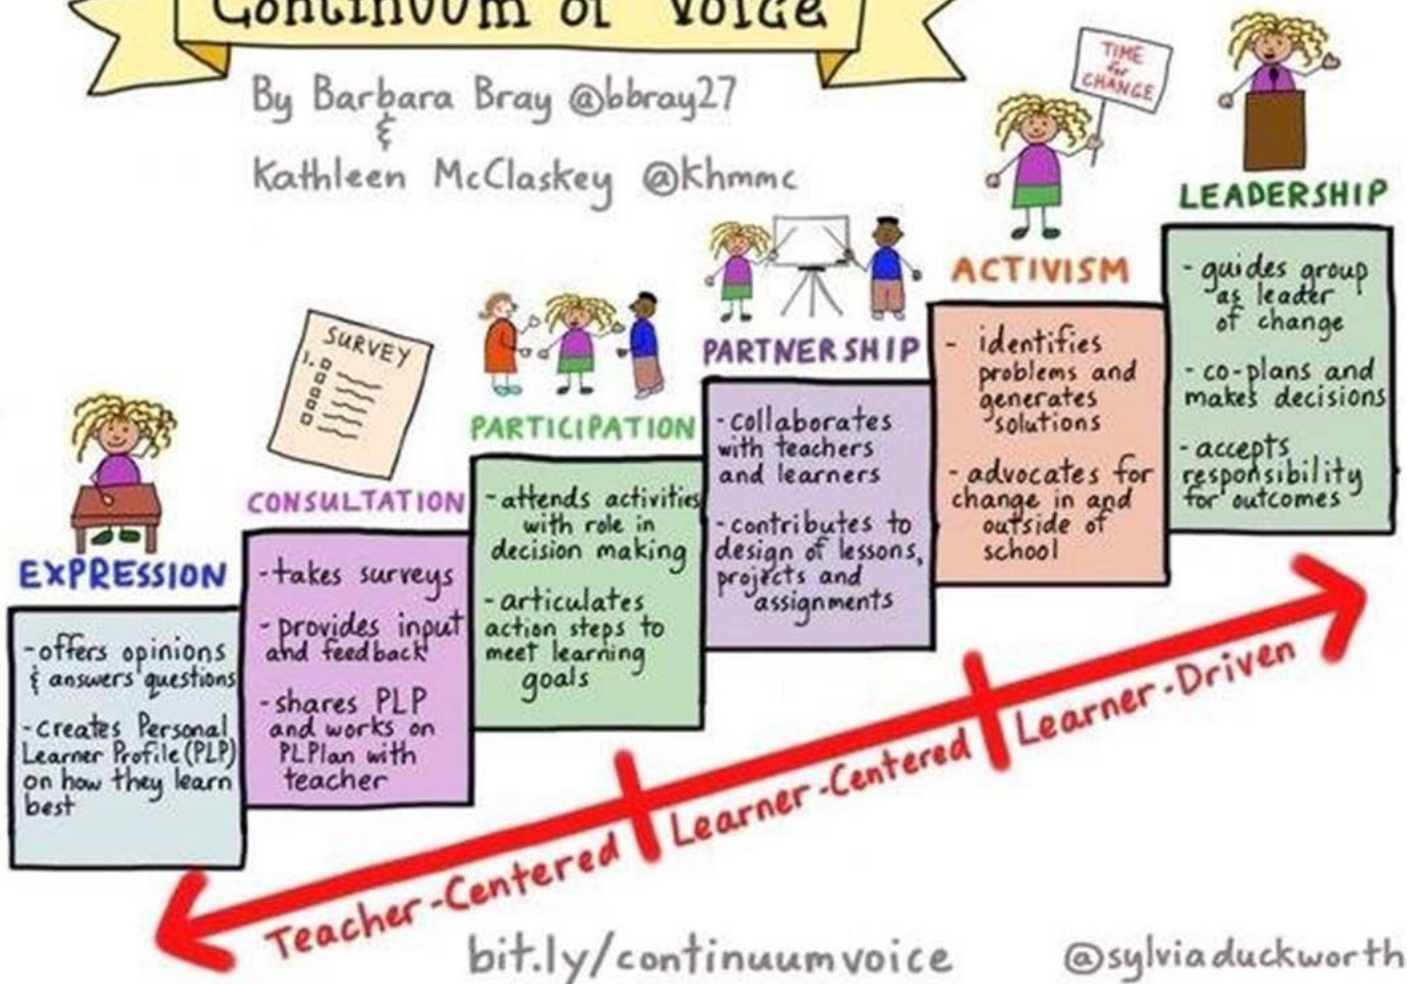 Continuum of Voice
By Barbara Bray @bbray27
&
Kathleen McClaskey @khmmc
TIME
for
CHANGE
LEADERSHIP
- guides group
as leader
of change
- co-plans and
makes decisions
- accepts
responsibility
for outcomes
ACTIVISM
- identifies
problems and
generates
solutions
- advocates for
change in and
outside of
school
PARTNERSHIP
- collaborates
with teachers
and learners
- contributes to
design of lessons,
projects and
assignments
PARTICIPATION
- attends activities
with role in
decision making
- articulates
action steps to
meet learning
goals
SURVEY
1.
CONSULTATION
- takes surveys
- provides input
and feedback
- shares PLP
and works on
PLPlan with
teacher
EXPRESSION
- offers opinions
& answers questions
- creates Personal
Learner Profile (PLP)
on how they learn
best
Teacher-Centered
Learner-Centered
Learner-Driven
bit.ly/continuumvoice
@sylviaduckworth